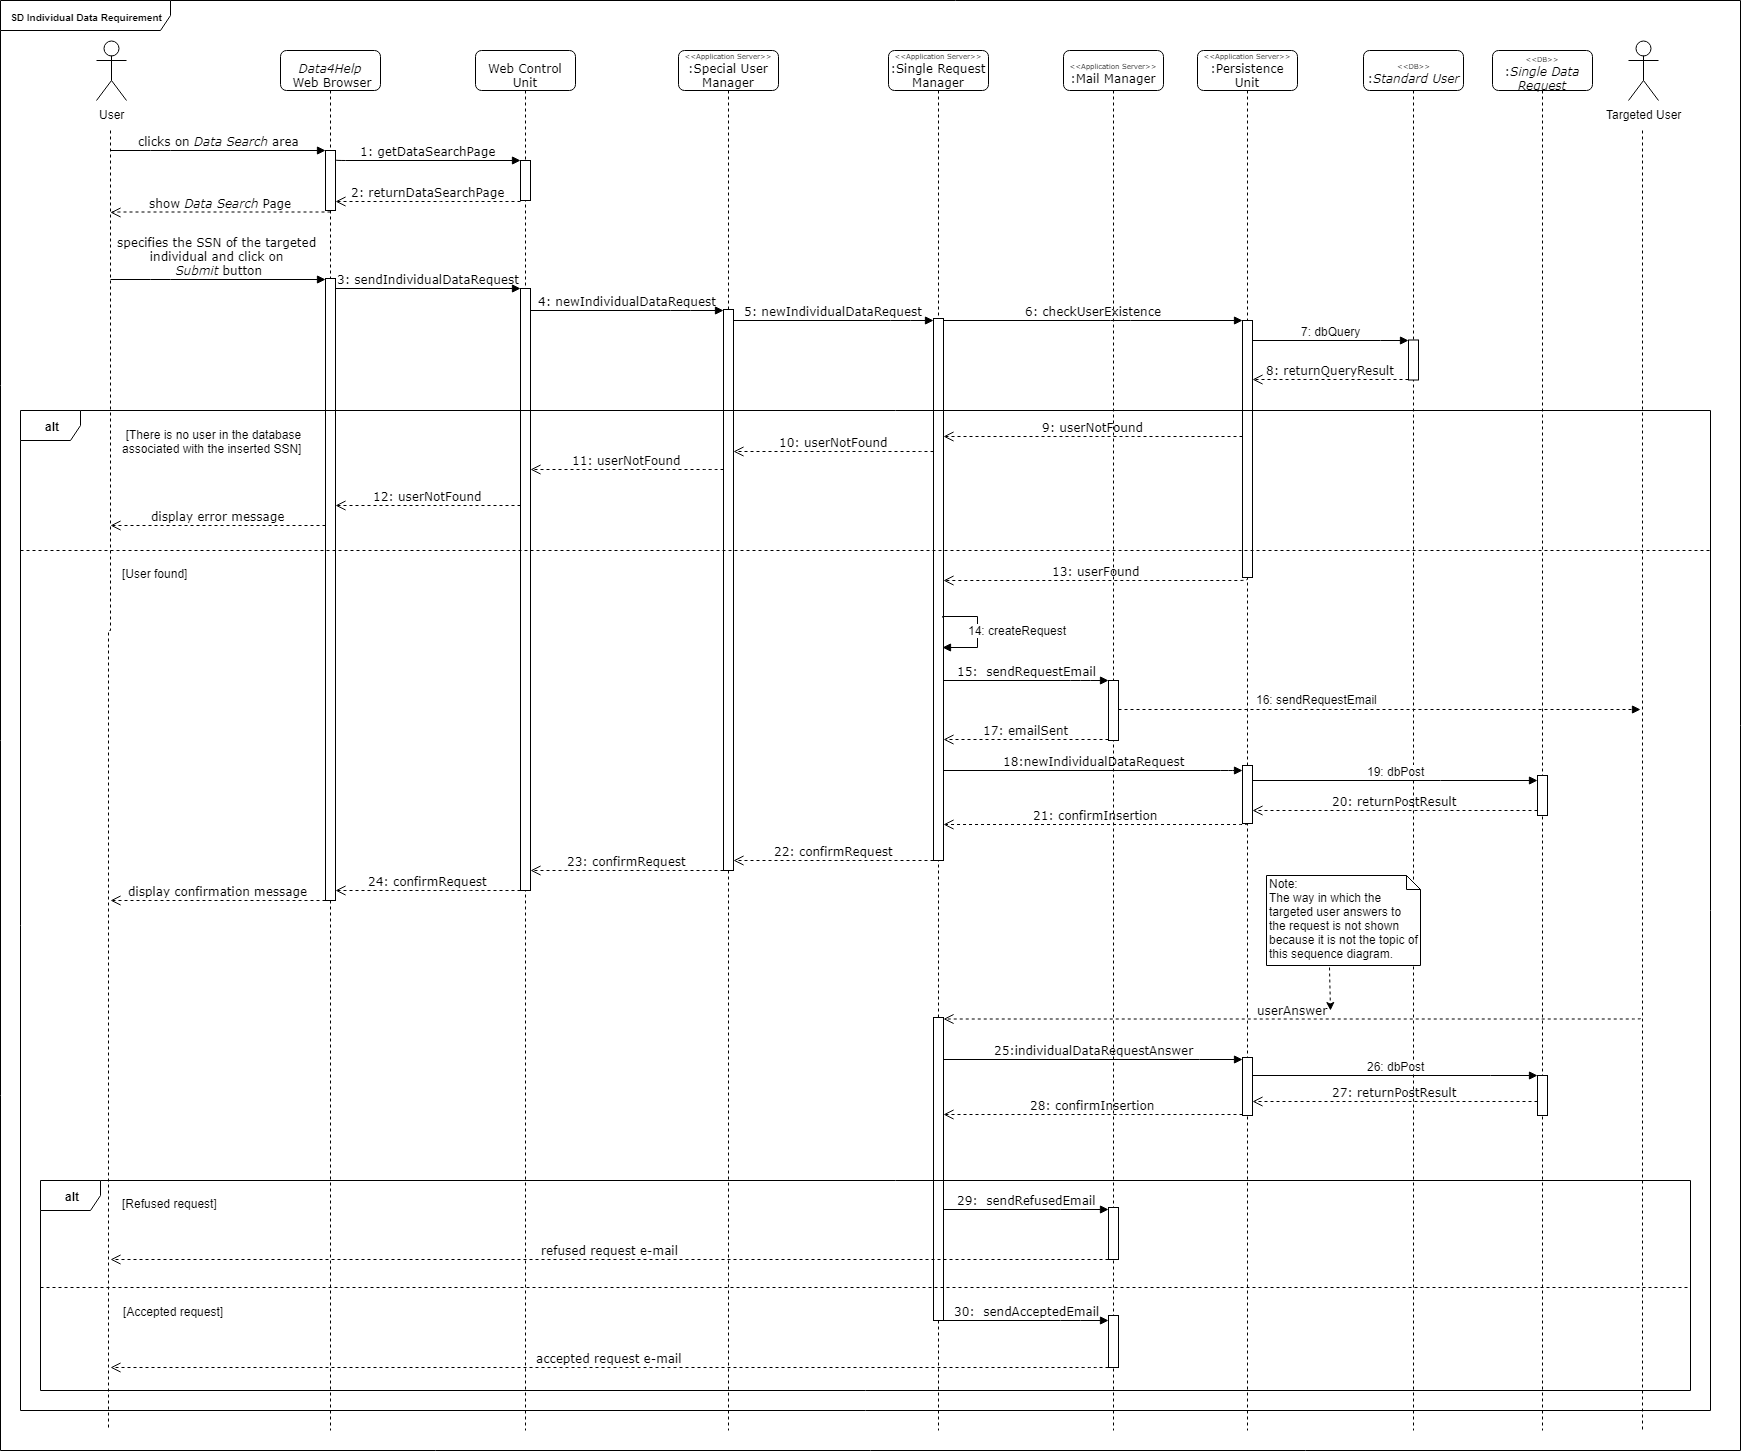 SD Individual Data Requirement
User
Data4Help
Web Browser
Web Control
Unit
<<Application Server>>
:Special User
Manager
<<Application Server>>
:Single Request
Manager
<<Application Server>>
:Mail Manager
<<Application Server>>
:Persistence
Unit
<<DB>>
:Standard User
<<DB>>
:Single Data
Request
Targeted User
clicks on Data Search area
1: getDataSearchPage
2: returnDataSearchPage
show Data Search Page
specifies the SSN of the targeted
individual and click on
Submit button
3: sendIndividualDataRequest
4: newIndividualDataRequest
5: newIndividualDataRequest
6: checkUserExistence
7: dbQuery
8: returnQueryResult
alt
[There is no user in the database
associated with the inserted SSN]
9: userNotFound
10: userNotFound
11: userNotFound
12: userNotFound
display error message
[User found]
13: userFound
14: createRequest
15: sendRequestEmail
16: sendRequestEmail
17: emailSent
18:newIndividualDataRequest
19: dbPost
20: returnPostResult
21: confirmInsertion
22: confirmRequest
23: confirmRequest
24: confirmRequest
display confirmation message
Note:
The way in which the
targeted user answers to
the request is not shown
because it is not the topic of
this sequence diagram.
userAnswer
25:individualDataRequestAnswer
26: dbPost
27: returnPostResult
28: confirmInsertion
alt
[Refused request]
29: sendRefusedEmail
refused request e-mail
[Accepted request]
30: sendAcceptedEmail
accepted request e-mail